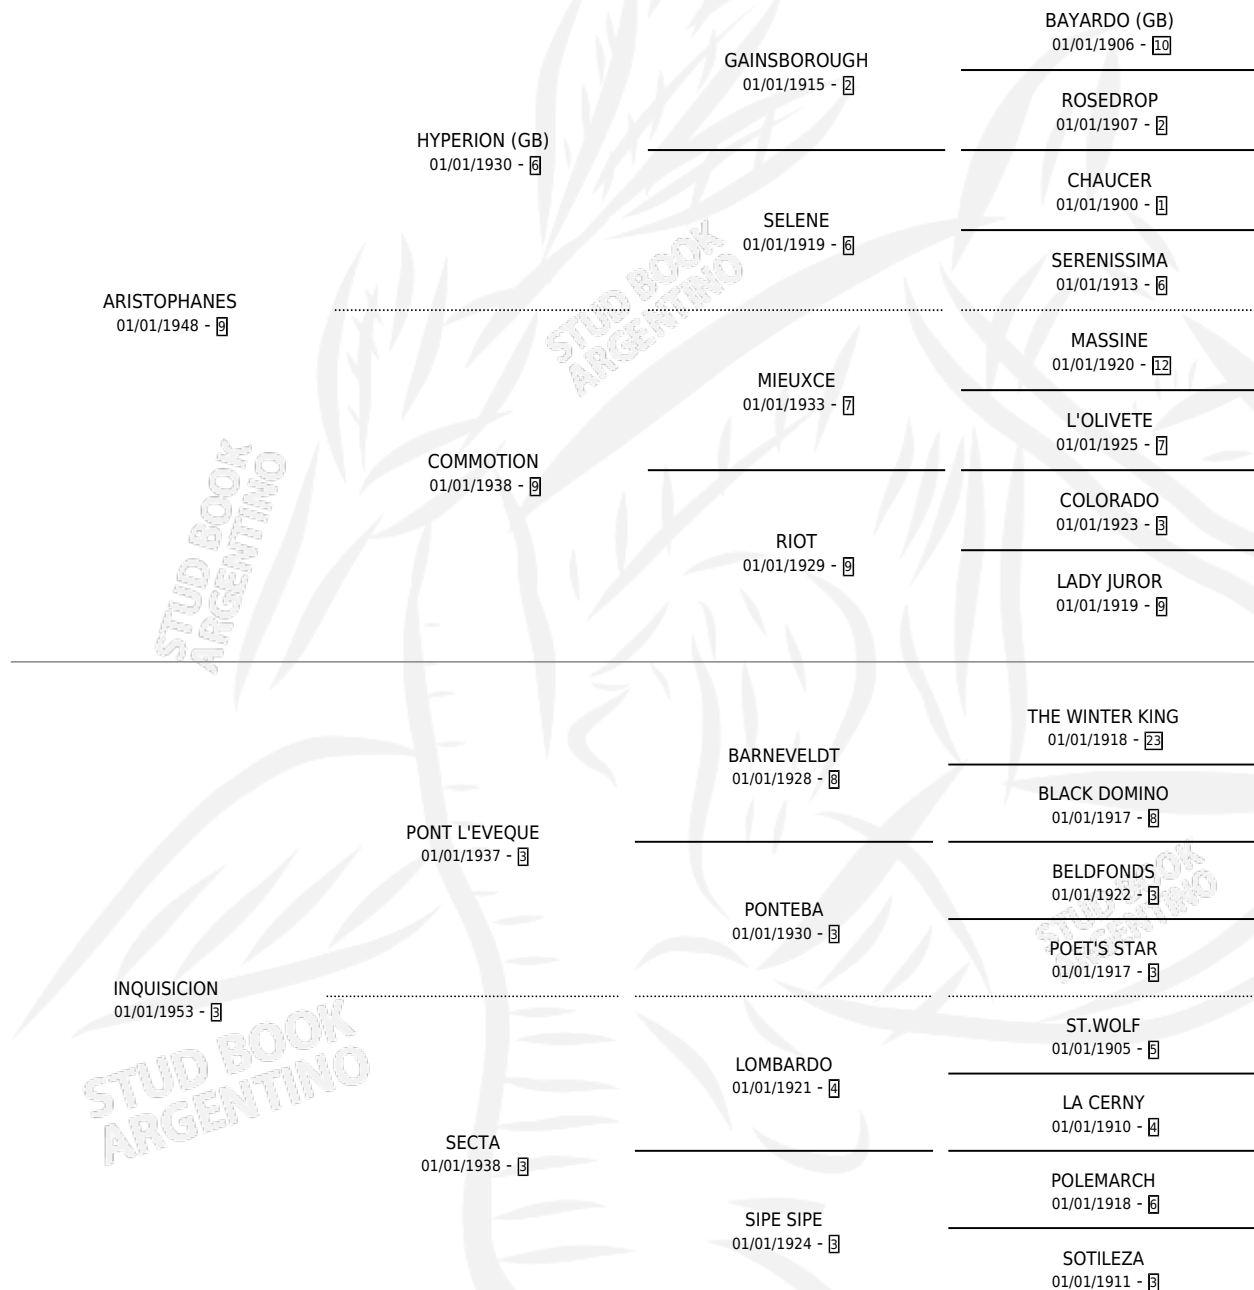 BAYARDO (GB)
01/01/1906 - 10
GAINSBOROUGH
01/01/1915 - 2
ROSEDROP
01/01/1907 - 2
HYPERION (GB)
01/01/1930 - 6
CHAUCER
01/01/1900 - 1
SELENE
01/01/1919 - 6
SERENISSIMA
01/01/1913 - 6
ARISTOPHANES
01/01/1948 - 9
MASSINE
01/01/1920 - 12
MIEUXCE
01/01/1933 - 7
L'OLIVETE
01/01/1925 - 7
COMMOTION
01/01/1938 - 9
COLORADO
01/01/1923 - 3
RIOT
01/01/1929 - 9
LADY JUROR
01/01/1919 - 9
THE WINTER KING
01/01/1918 - 23
BARNEVELDT
01/01/1928 - 8
BLACK DOMINO
01/01/1917 - 8
PONT L'EVEQUE
01/01/1937 - 3
BELDFONDS
01/01/1922 - 3
PONTEBA
01/01/1930 - 3
POET'S STAR
01/01/1917 - 3
INQUISICION
01/01/1953 - 3
ST.WOLF
01/01/1905 - 5
LOMBARDO
01/01/1921 - 4
LA CERNY
01/01/1910 - 4
SECTA
01/01/1938 - 3
POLEMARCH
01/01/1918 - 6
SIPE SIPE
01/01/1924 - 3
SOTILEZA
01/01/1911 - 3
STUD BOOK
ARGENTINO
STUD BOOK
ARGENTINO
STUD BOOK
ARGENTINO
STUD BOOK
ARGENTINO